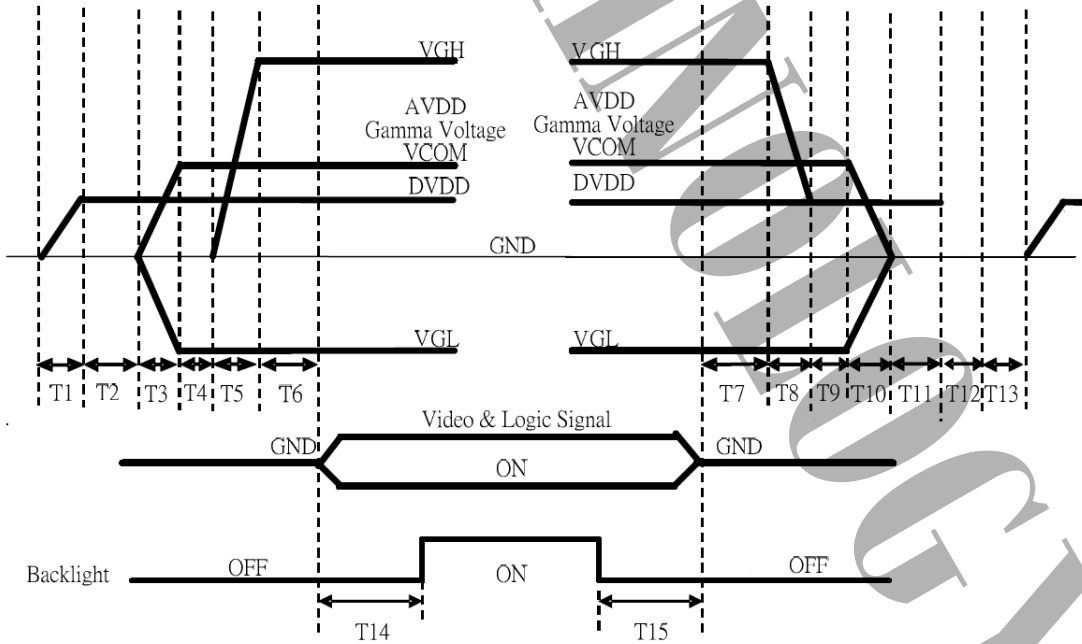 VGH VGH
AVDD AVDD
Gamma Voltage Gamma Voltage
VCOM VCOM
DVDD DVDD
GND
VGL VGL
T1 T2 T3 T4 T5 T6 T7 T8 T9 T10 T11 T12 T13
Video & Logic Signal
GND GND
ON
Backlight OFF ON OFF
T14 T15
NOLOGY